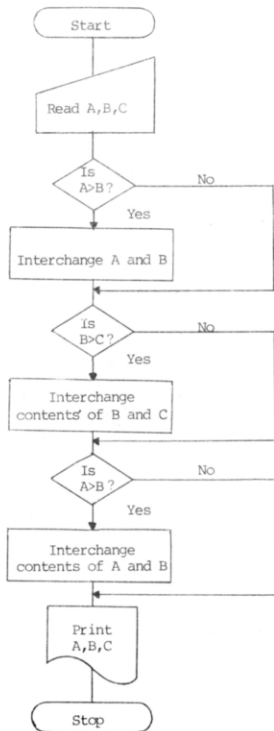 Start
Read A,B,C
Is
A>B?
No
Yes
Interchange A and B
Is
B>C?
No
Yes
Interchange
contents' of B and C
Is
A>B?
No
Yes
Interchange
contents of A and B
Print
A,B,C
Stop